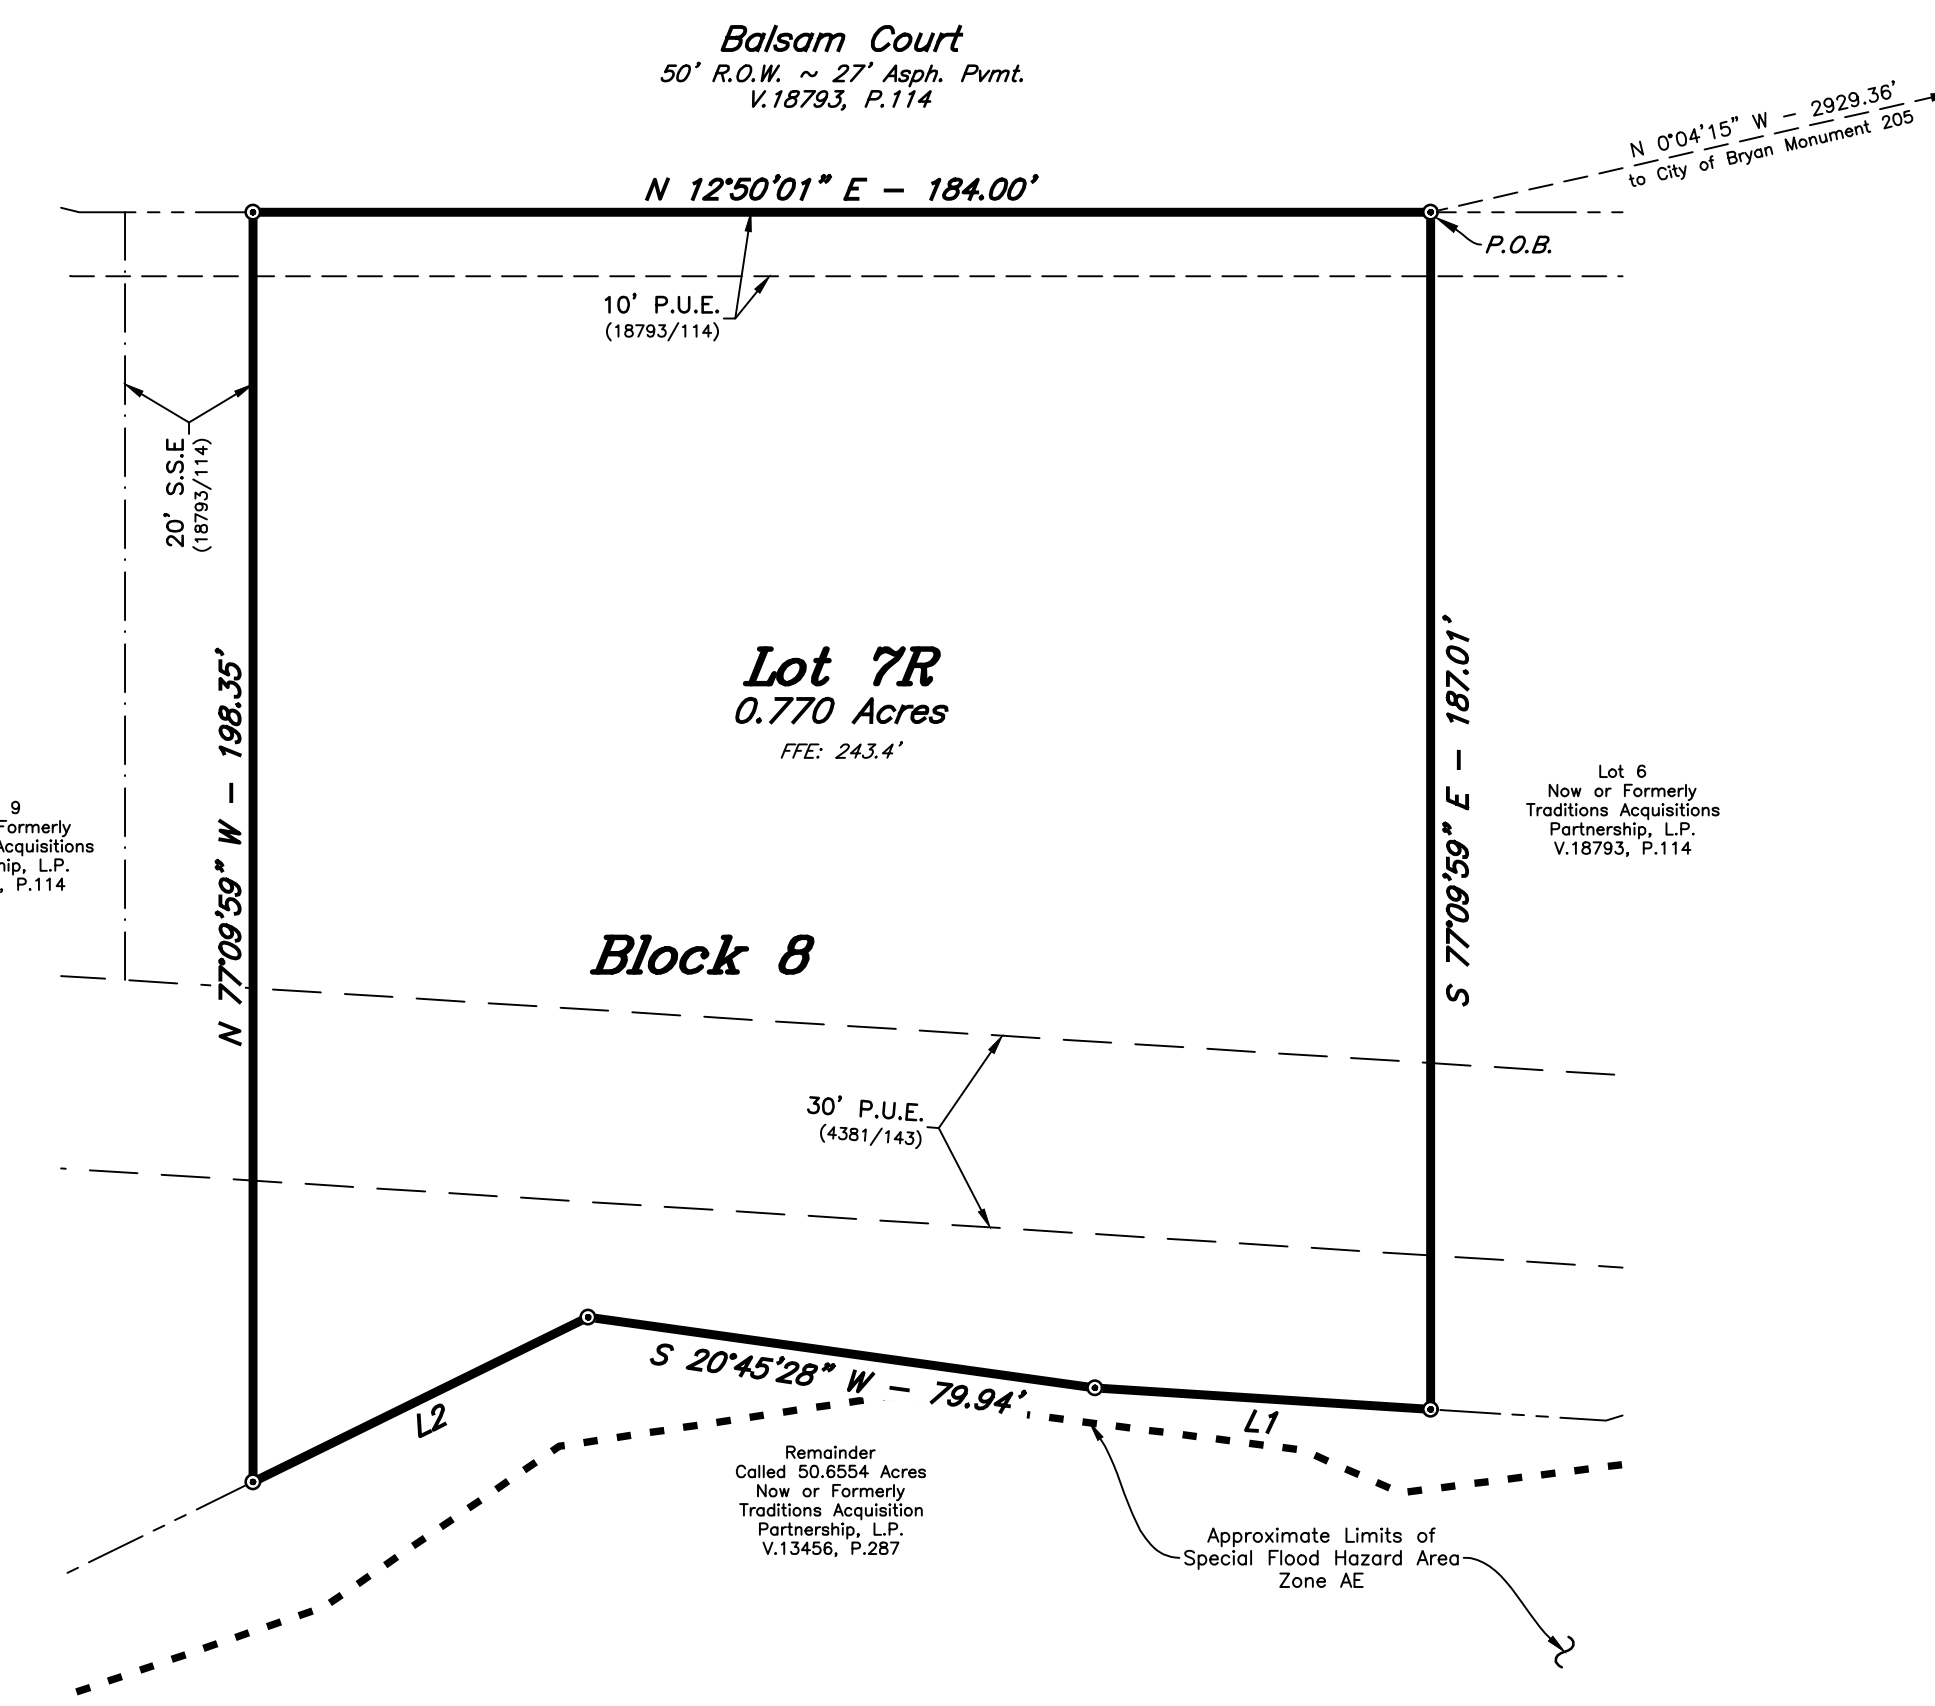 Balsam Court
50' R.O.W. ~ 27' Asph. Pvmt.
V.18793, P.114
N 0°04'15" W - 2929.36'
to City of Bryan Monument 205
N 12°50'01" E - 184.00'
P.O.B.
10' P.U.E.
(18793/114)
20' S.S.E
(18793/114)
N 77°09'59" W - 198.35'
Lot 7R
0.770 Acres
FFE: 243.4'
S 77°09'59" E - 187.01'
Lot 6
Now or Formerly
Traditions Acquisitions
Partnership, L.P.
V.18793, P.114
9
Formerly
Acquisitions
L.P.
, P.114
Block 8
30' P.U.E.
(4381/143)
S 20°45'28" W - 79.94'
L2
L1
Remainder
Called 50.6554 Acres
Now or Formerly
Traditions Acquisition
Partnership, L.P.
V.13456, P.287
Approximate Limits of
Special Flood Hazard Area
Zone AE